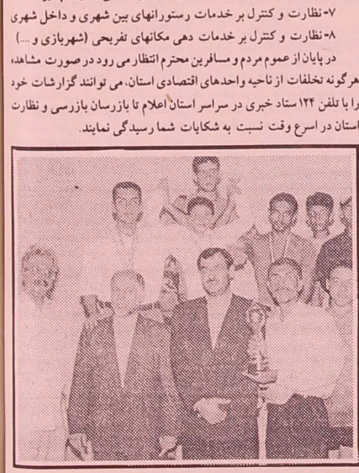 ۷- نظارت و کنترل بر خدمات رستورانهای بین شهری و داخل شهری
۸- نظارت و کنترل بر خدمات دهی مکانهای تفریحی (شهربازی و ....)
در پایان از عموم مردم و مسافرین محترم انتظار می رود در صورت مشاهده
هرگونه تخلفات از ناحیه واحدهای اقتصادی استان، می توانند گزارشات خود
را با تلفن ۱۲۴ ستاد خبری در سراسر استان اعلام تا بازرسان بازرسی و نظارت
استان در اسرع وقت نسبت به شکایات شما رسیدگی نمایند.